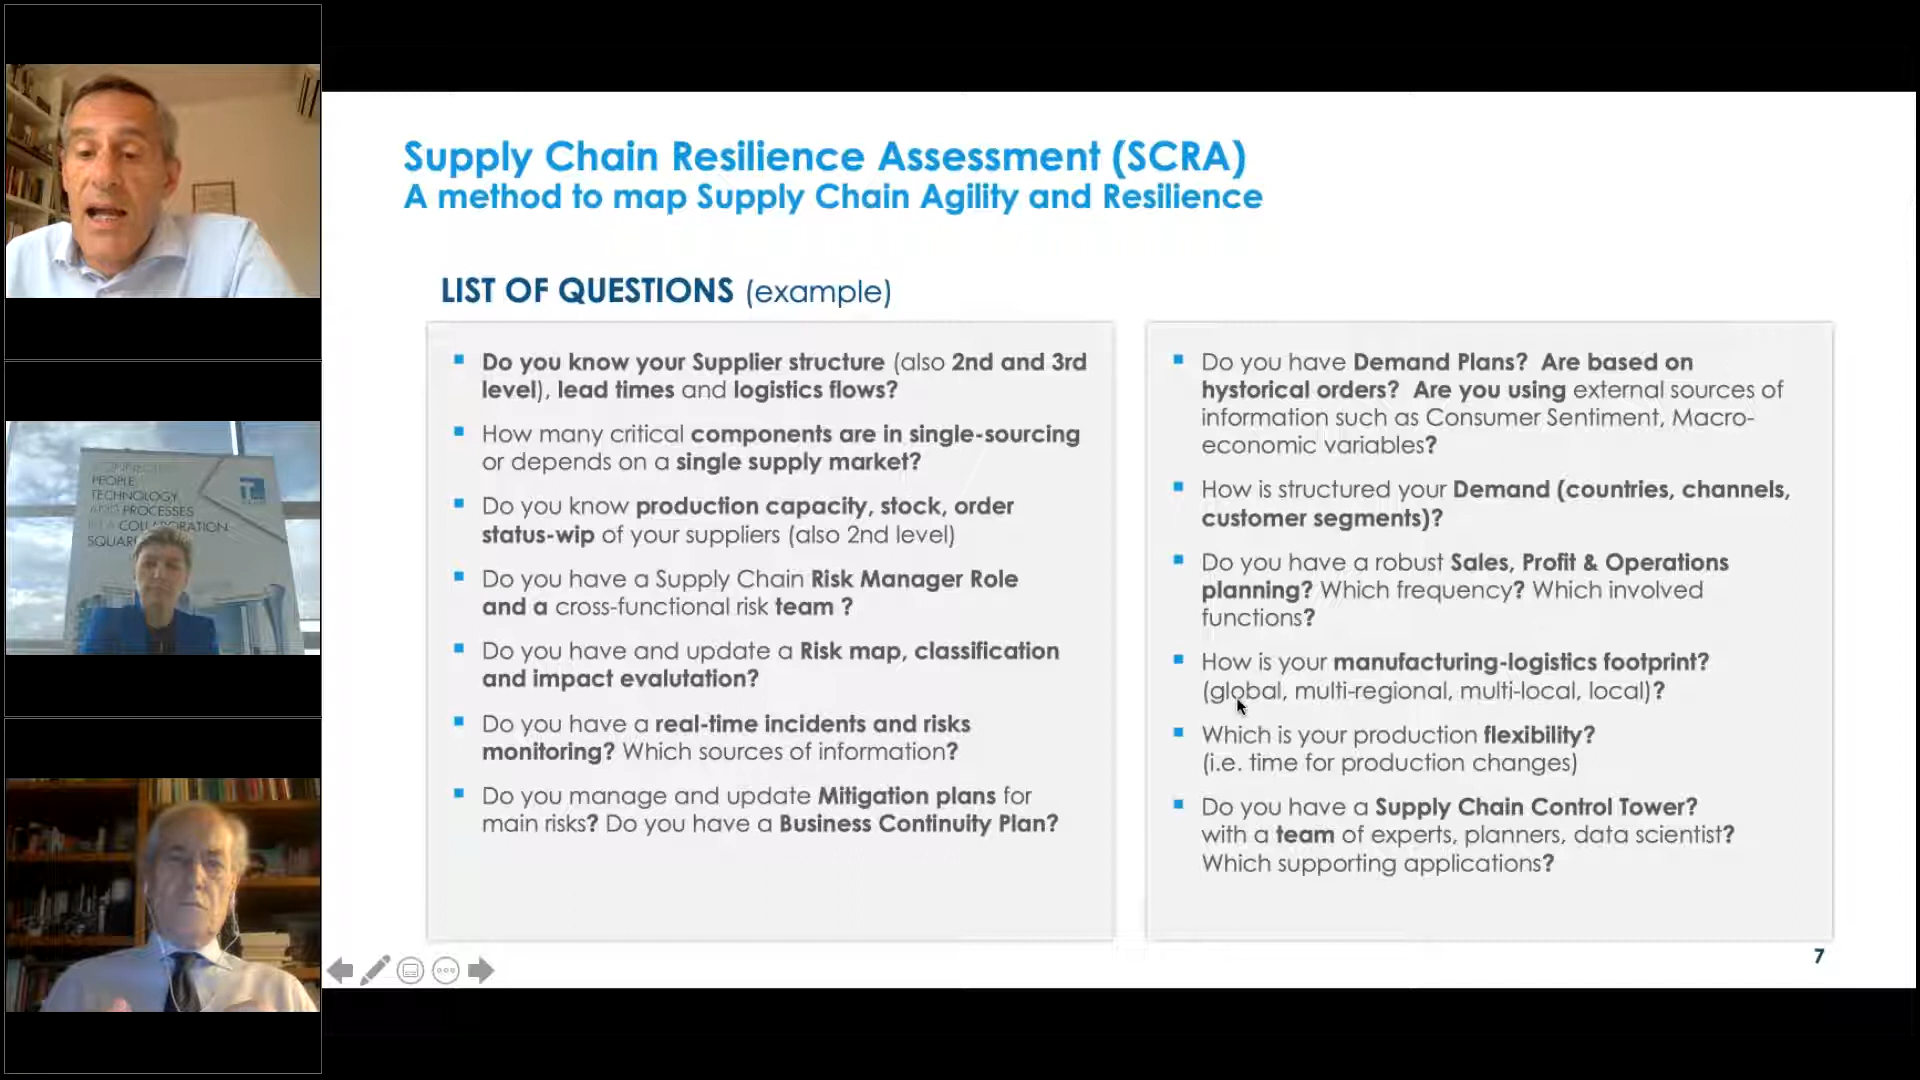 CONNECTING
PEOPLE,
TECHNOLOGY
AND PROCESSES
IN A COLLABORATION
SQUARE
Supply Chain Resilience Assessment (SCRA)
A method to map Supply Chain Agility and Resilience
LIST OF QUESTIONS (example)
Do you know your Supplier structure (also 2nd and 3rd
level), lead times and logistics flows?
How many critical components are in single-sourcing
or depends on a single supply market?
Do you know production capacity, stock, order
status-wip of your suppliers (also 2nd level)
Do you have a Supply Chain Risk Manager Role
and a cross-functional risk team ?
Do you have and update a Risk map, classification
and impact evalutation?
Do you have a real-time incidents and risks
monitoring? Which sources of information?
Do you manage and update Mitigation plans for
main risks? Do you have a Business Continuity Plan?
Do you have Demand Plans? Are based on
hystorical orders? Are you using external sources of
information such as Consumer Sentiment, Macro-
economic variables?
How is structured your Demand (countries, channels,
customer segments)?
Do you have a robust Sales, Profit & Operations
planning? Which frequency? Which involved
functions?
How is your manufacturing-logistics footprint?
(global, multi-regional, multi-local, local)?
Which is your production flexibility?
(i.e. time for production changes)
Do you have a Supply Chain Control Tower?
with a team of experts, planners, data scientist?
Which supporting applications?
7